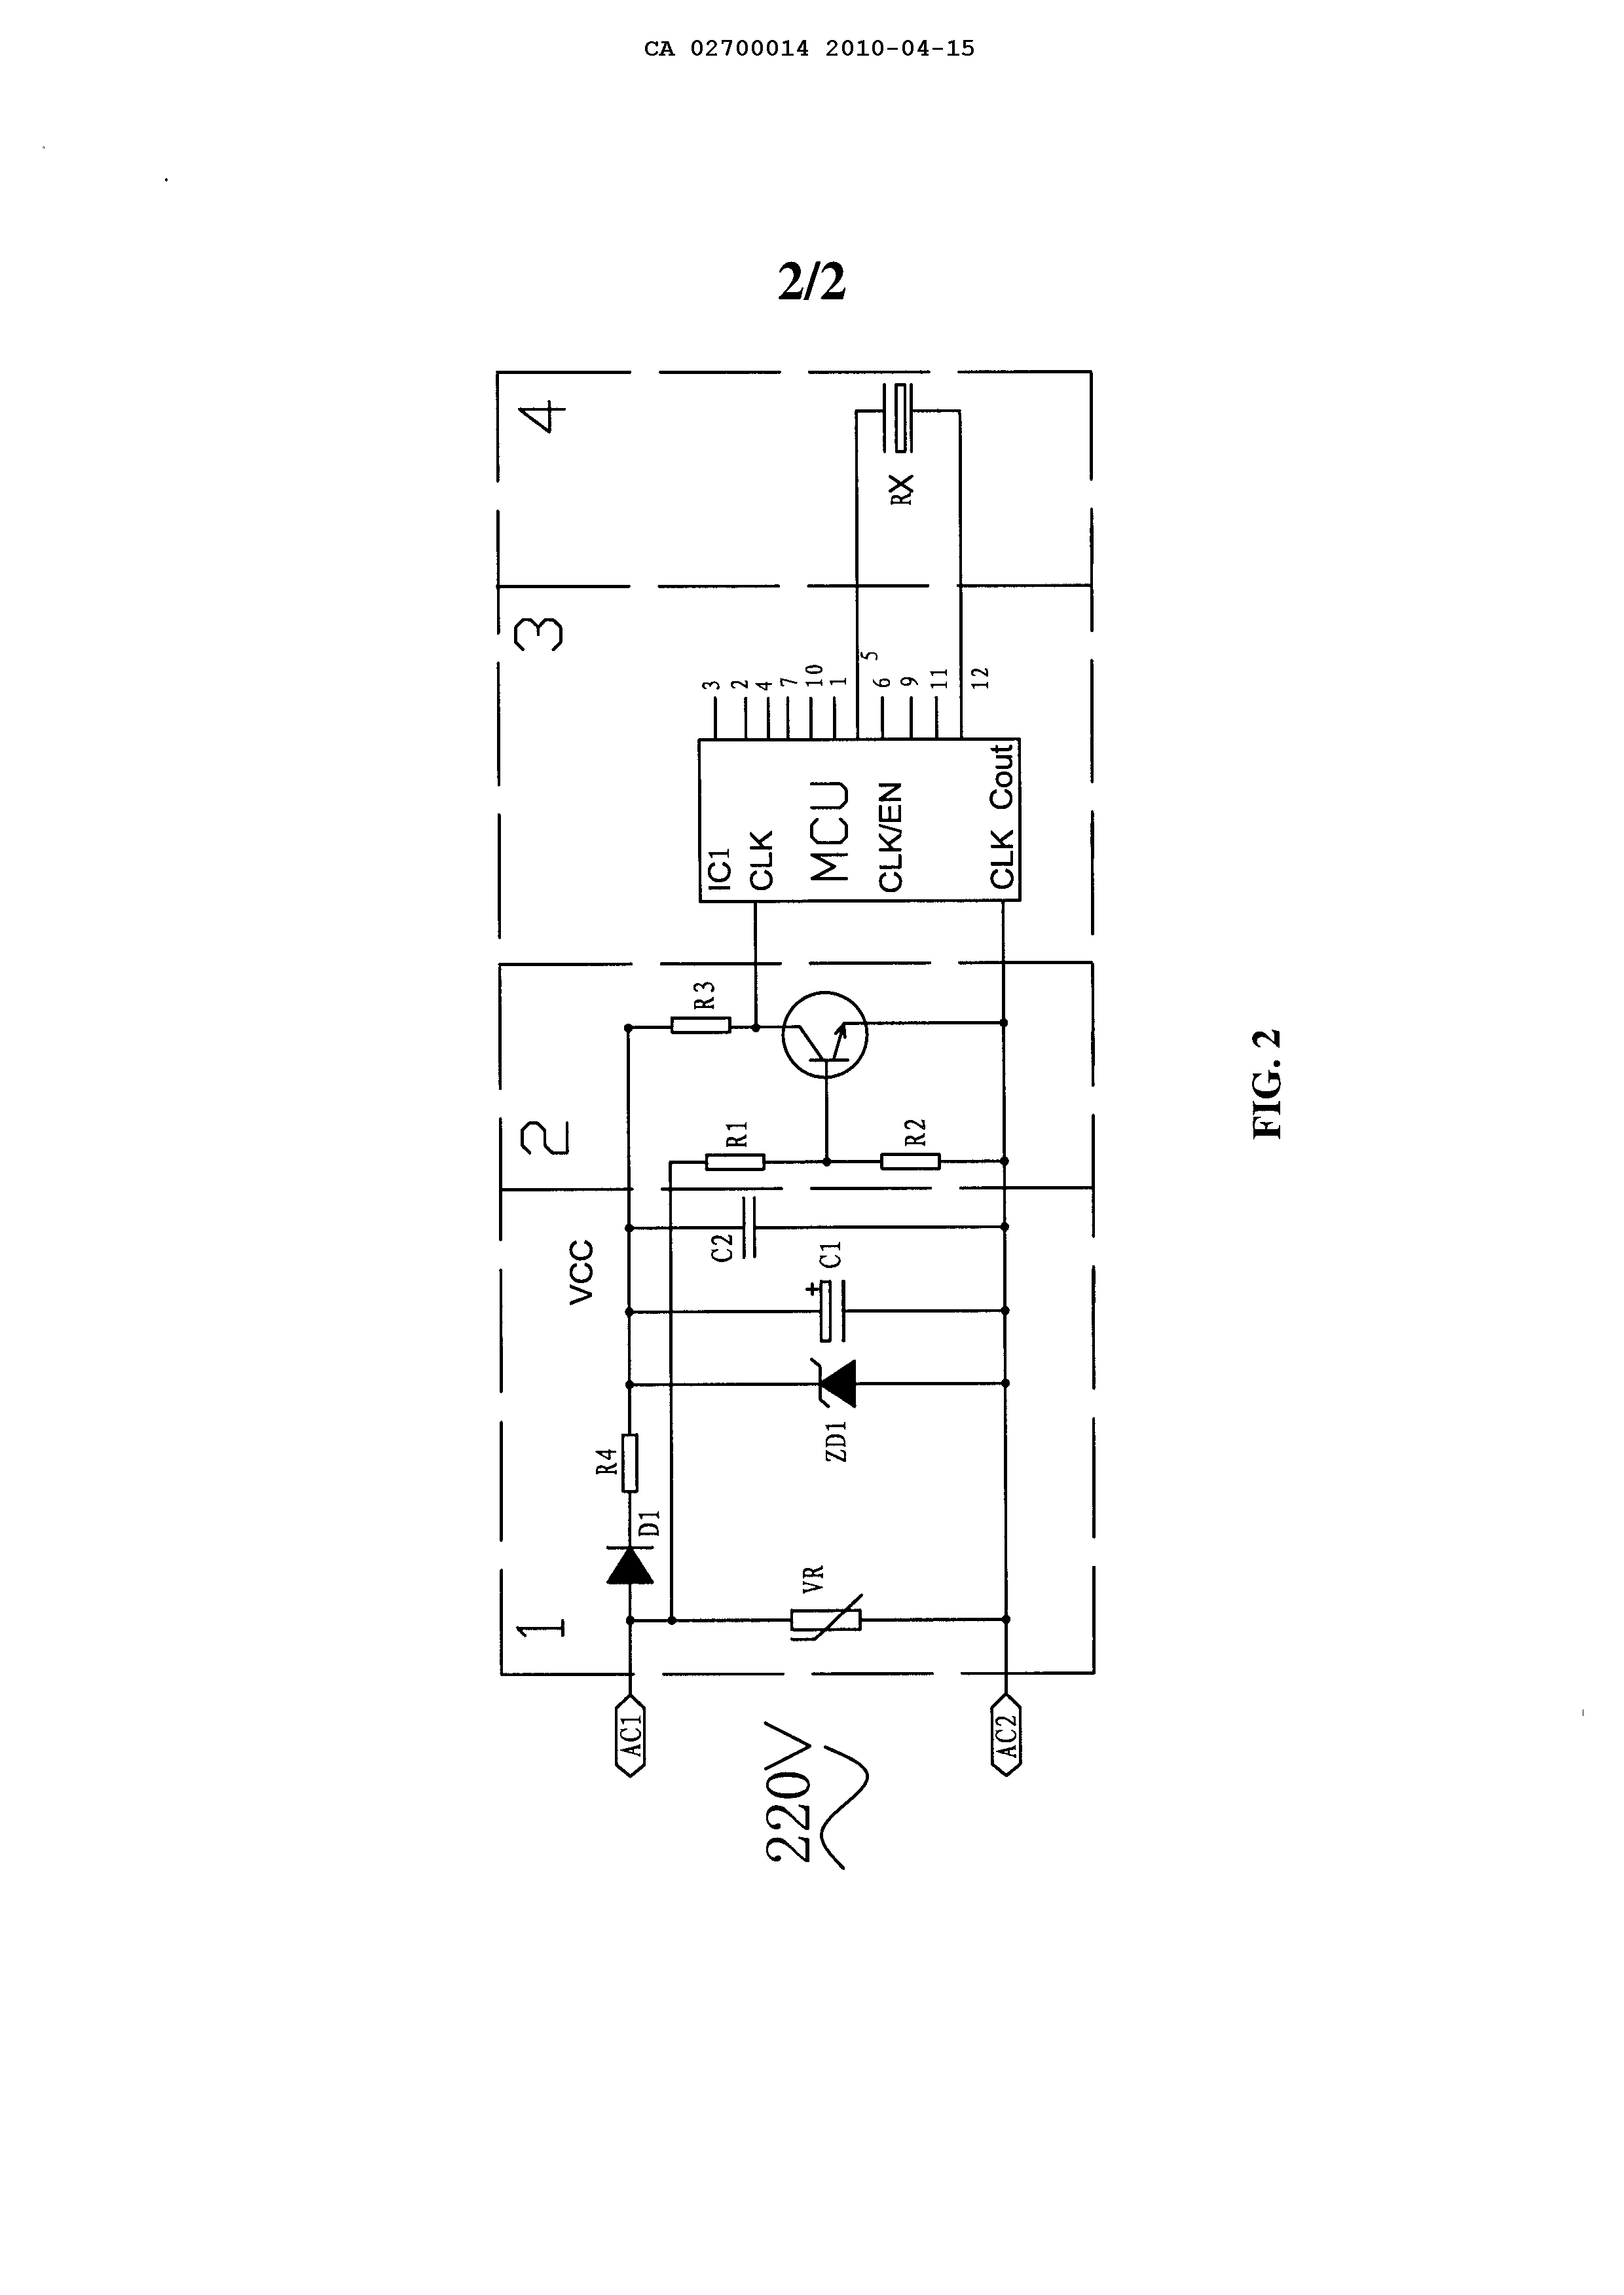 CA 02700014 2010-04-15
2/2
1
2
3
4
220V
AC1
AC2
D1
R4
VCC
VR
ZD1
C1
C2
R1
R2
R3
IC1
CLK
MCU
CLK/EN
CLK Cout
3
2
4
7
10
1
5
6
9
11
12
RX
FIG. 2